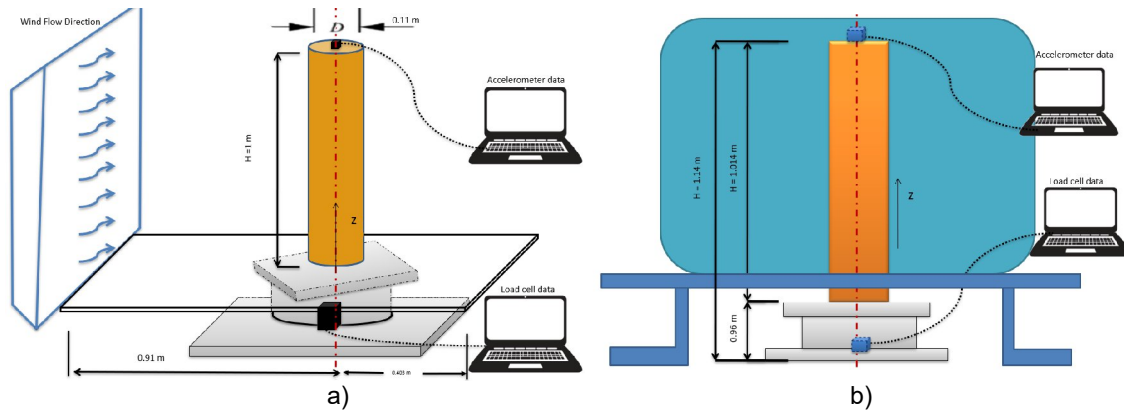 Wind Flow Direction
D
0.11 m
Accelerometer data
H =1 m
Z
Load cell data
0.91 m
0.405 m
a)
Accelerometer data
Load cell data
H = 1.14 m
H = 1.014 m
Z
0.96 m
b)